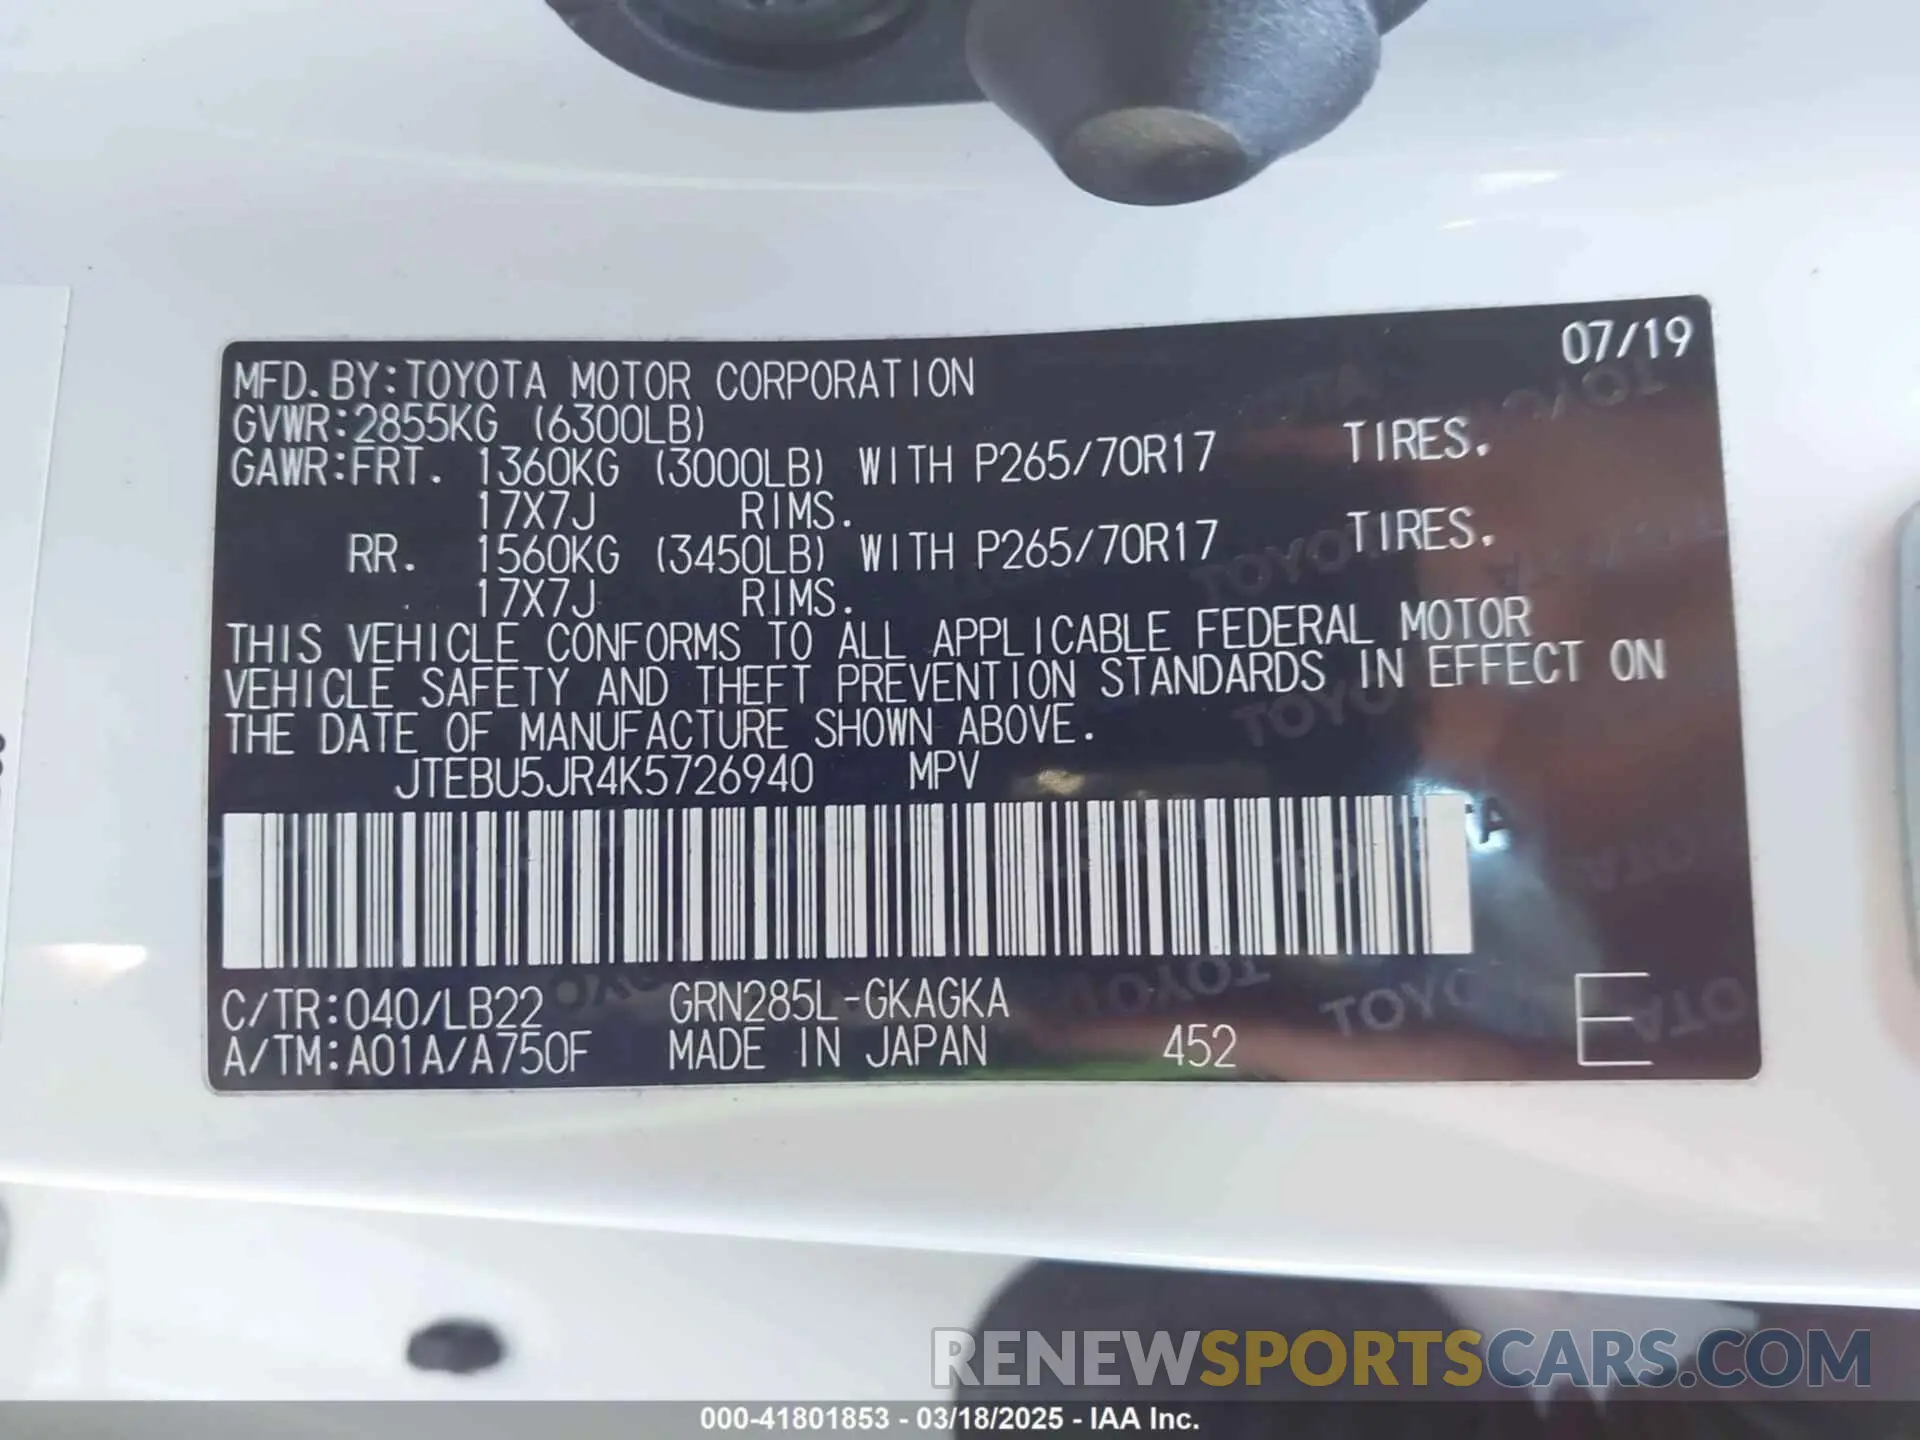 07/19
MFD.BY:TOYOTA MOTOR CORPORATION
GVWR:2855KG (6300LB)
GAWR:FRT. 1360KG (3000LB) WITH P265/70R17 TIRES.
17X7J RIMS.
RR. 1560KG (3450LB) WITH P265/70R17 TIRES.
17X7J RIMS.
THIS VEHICLE CONFORMS TO ALL APPLICABLE FEDERAL MOTOR
VEHICLE SAFETY AND THEFT PREVENTION STANDARDS IN EFFECT ON
THE DATE OF MANUFACTURE SHOWN ABOVE.
JTEBU5JR4K5726940 MPV
C/TR:040/LB22 GRN285L-GKAGKA
A/TM:A01A/A750F MADE IN JAPAN 452 E
RENEWSPORTSCARS.COM
000-41801853 - 03/18/2025 - IAA Inc.